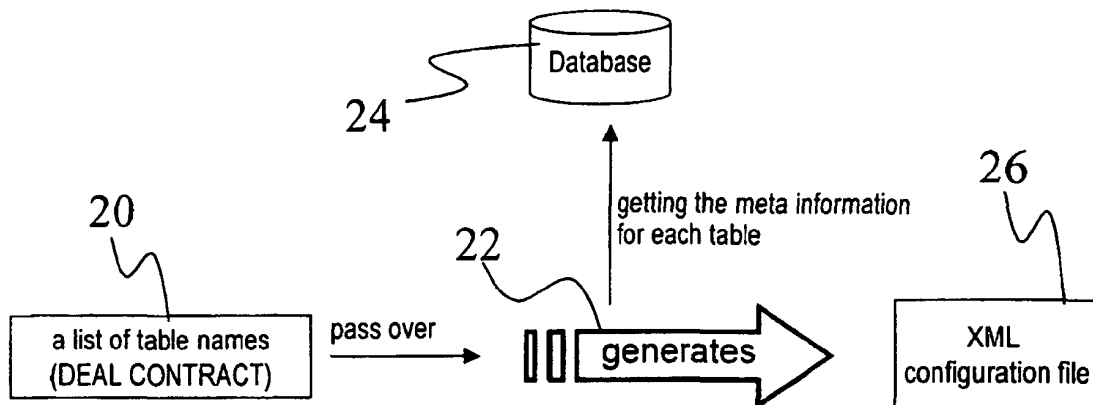 Database
24
getting the meta information
for each table
26
20
22
a list of table names
(DEAL CONTRACT)
pass over
generates
XML
configuration file